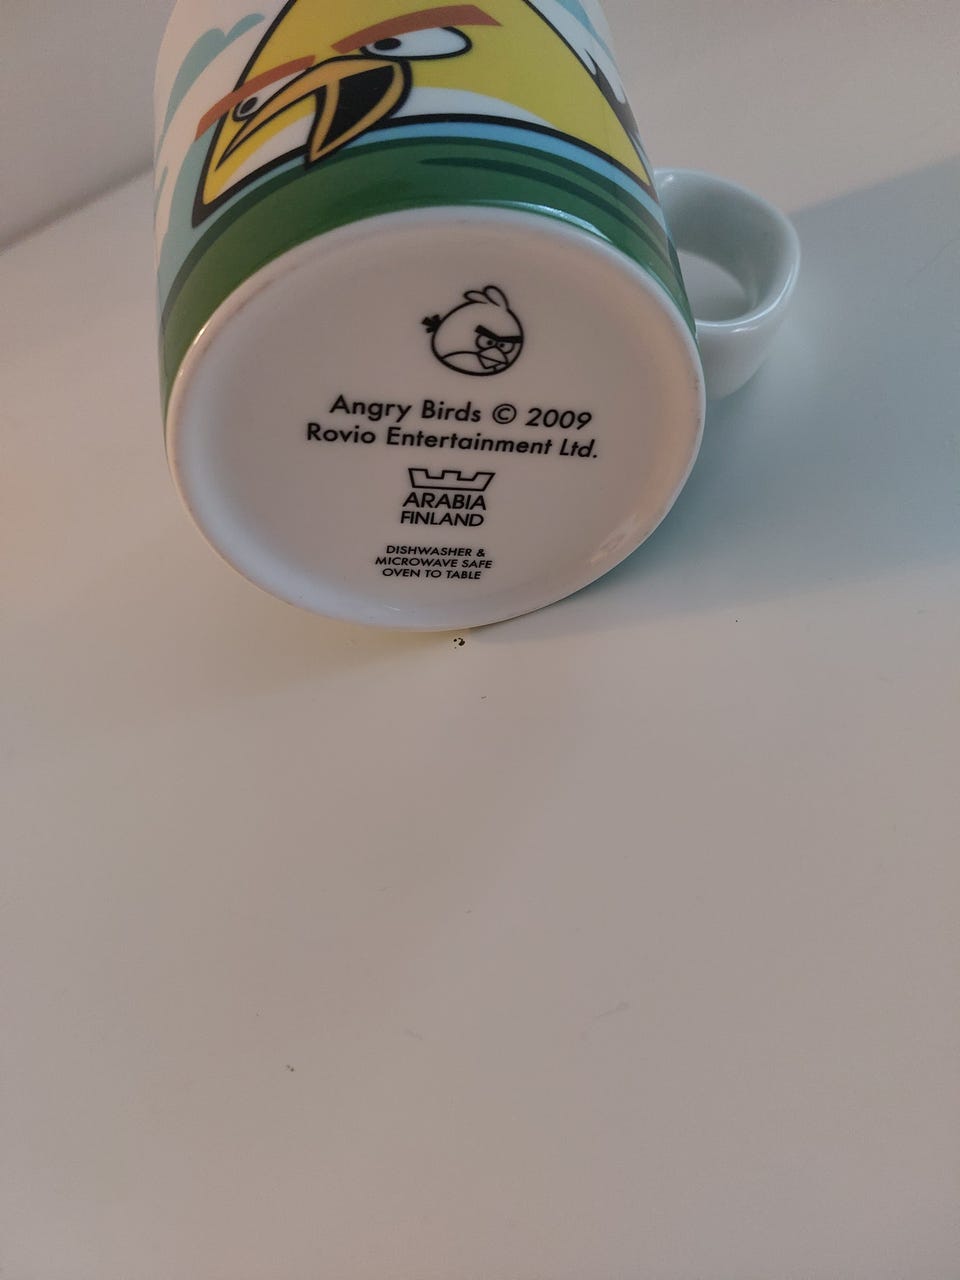 Angry Birds © 2009
Rovio Entertainment Ltd.
ARABIA
FINLAND
DISHWASHER &
MICROWAVE SAFE
OVEN TO TABLE